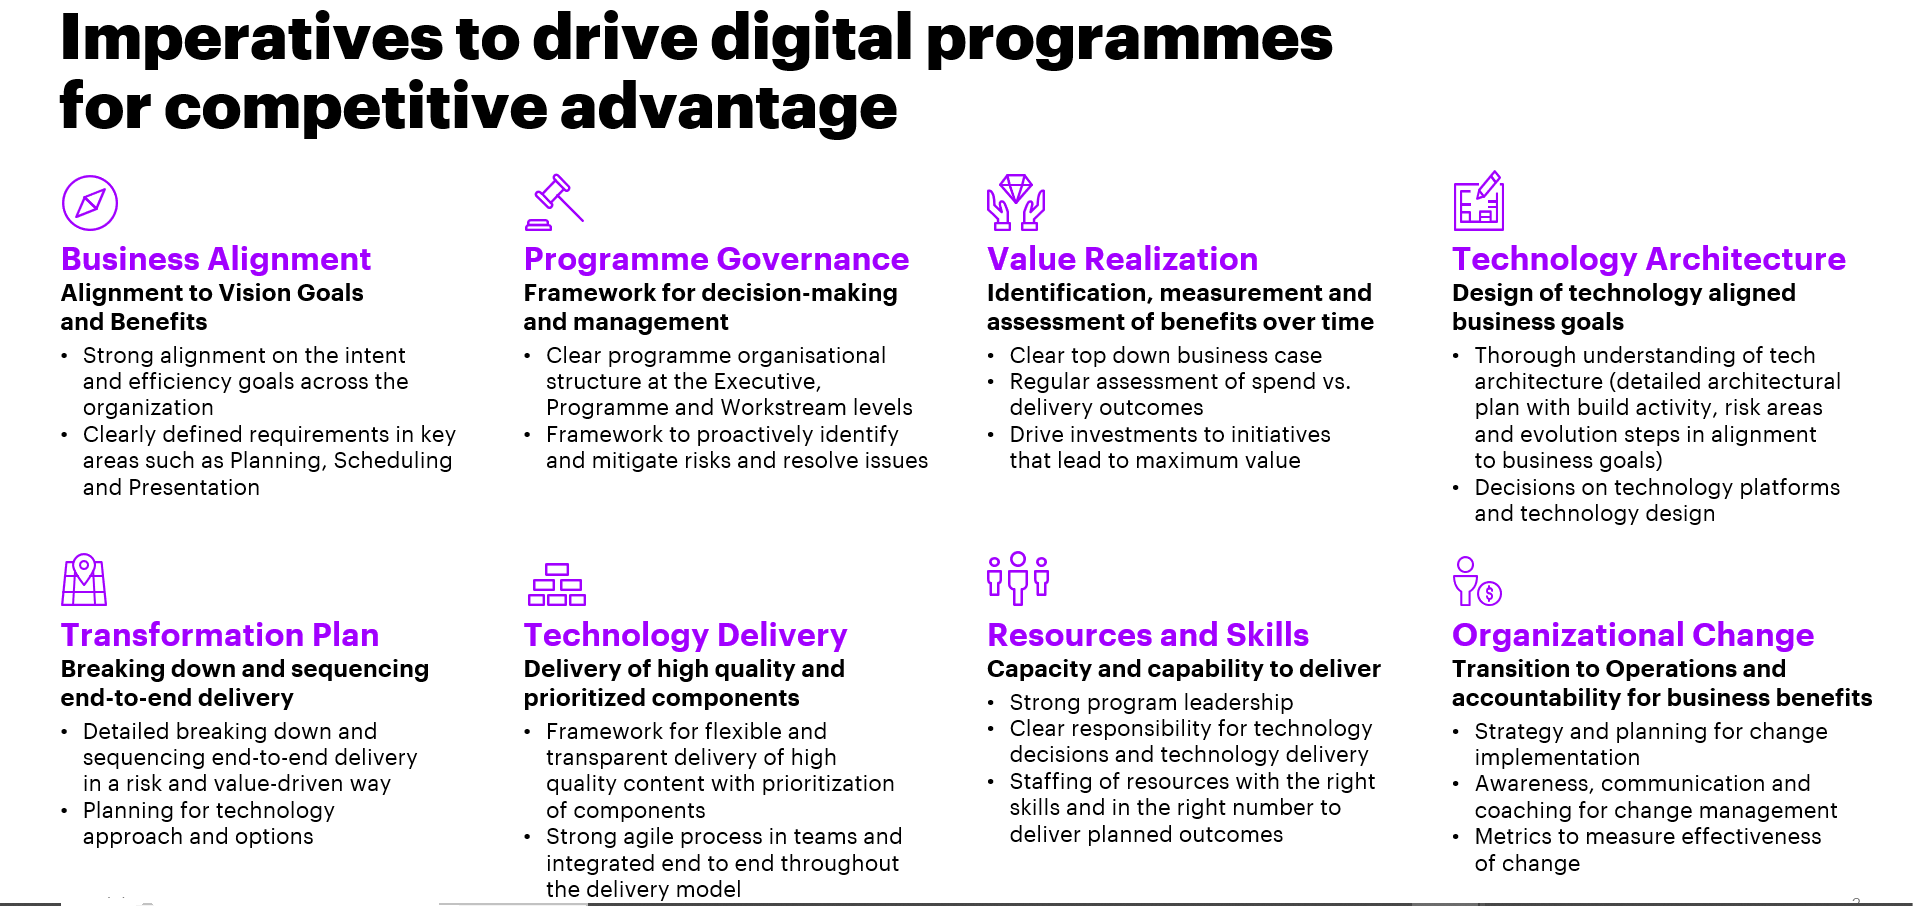 Imperatives to drive digital programmes
for competitive advantage
Business Alignment
Alignment to Vision Goals
and Benefits
• Strong alignment on the intent
and efficiency goals across the
organization
• Clearly defined requirements in key
areas such as Planning, Scheduling
and Presentation
Programme Governance
Framework for decision-making
and management
• Clear programme organisational
structure at the Executive,
Programme and Workstream levels
• Framework to proactively identify
and mitigate risks and resolve issues
Value Realization
Identification, measurement and
assessment of benefits over time
• Clear top down business case
• Regular assessment of spend vs.
delivery outcomes
• Drive investments to initiatives
that lead to maximum value
Technology Architecture
Design of technology aligned
business goals
• Thorough understanding of tech
architecture (detailed architectural
plan with build activity, risk areas
and evolution steps in alignment
to business goals)
• Decisions on technology platforms
and technology design
Transformation Plan
Breaking down and sequencing
end-to-end delivery
• Detailed breaking down and
sequencing end-to-end delivery
in a risk and value-driven way
• Planning for technology
approach and options
Technology Delivery
Delivery of high quality and
prioritized components
• Framework for flexible and
transparent delivery of high
quality content with prioritization
of components
• Strong agile process in teams and
integrated end to end throughout
the delivery model
Resources and Skills
Capacity and capability to deliver
• Strong program leadership
• Clear responsibility for technology
decisions and technology delivery
• Staffing of resources with the right
skills and in the right number to
deliver planned outcomes
Organizational Change
Transition to Operations and
accountability for business benefits
• Strategy and planning for change
implementation
• Awareness, communication and
coaching for change management
• Metrics to measure effectiveness
of change